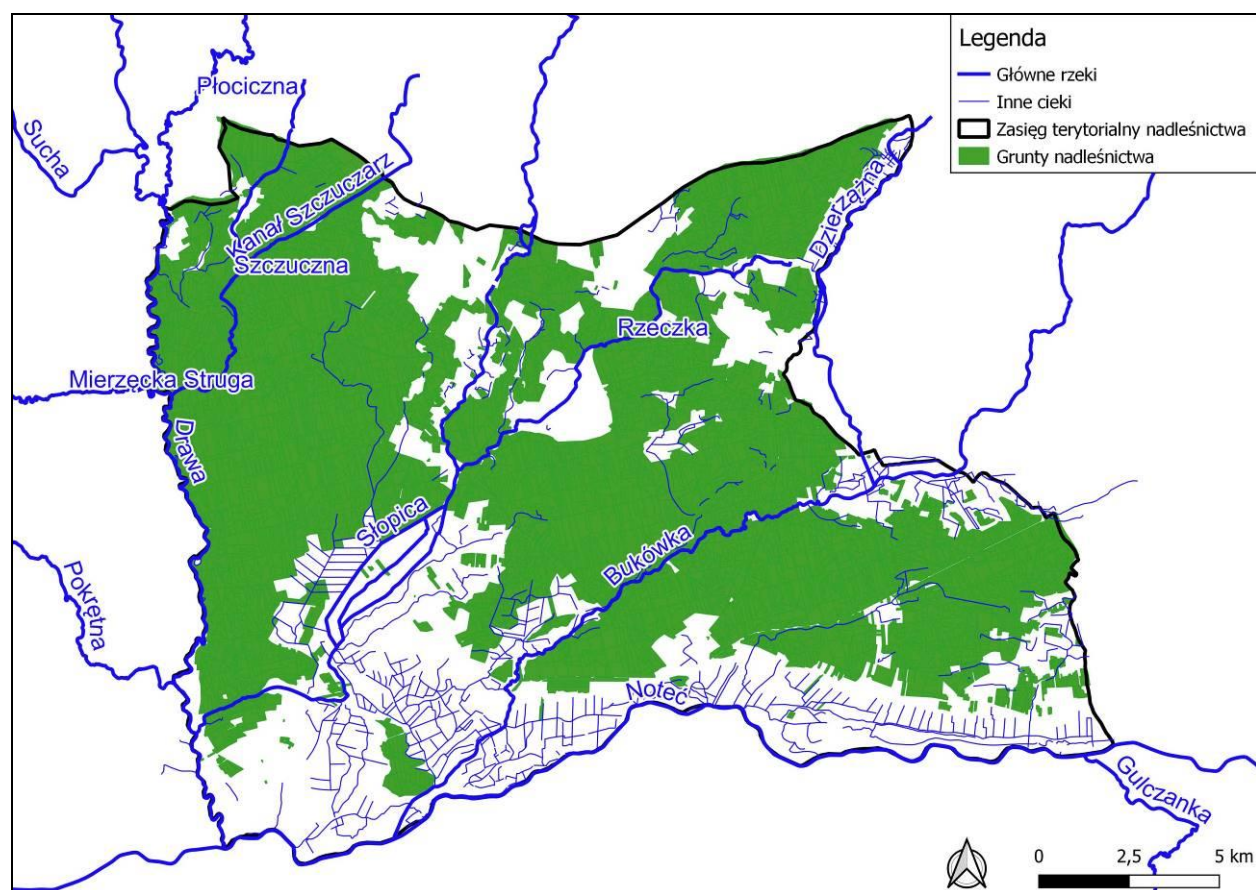 Legenda
Główne rzeki
Inne cieki
Zasięg terytorialny nadleśnictwa
Grunty nadleśnictwa
Płociczna
Sucha
Kanał Szczuczarz
Szczuczna
Dzierżązna
Rzeczka
Mierzęcka Struga
Drawa
Słopica
Bukówka
Pokrętna
Noteć
Gulczanka
0 2,5 5 km